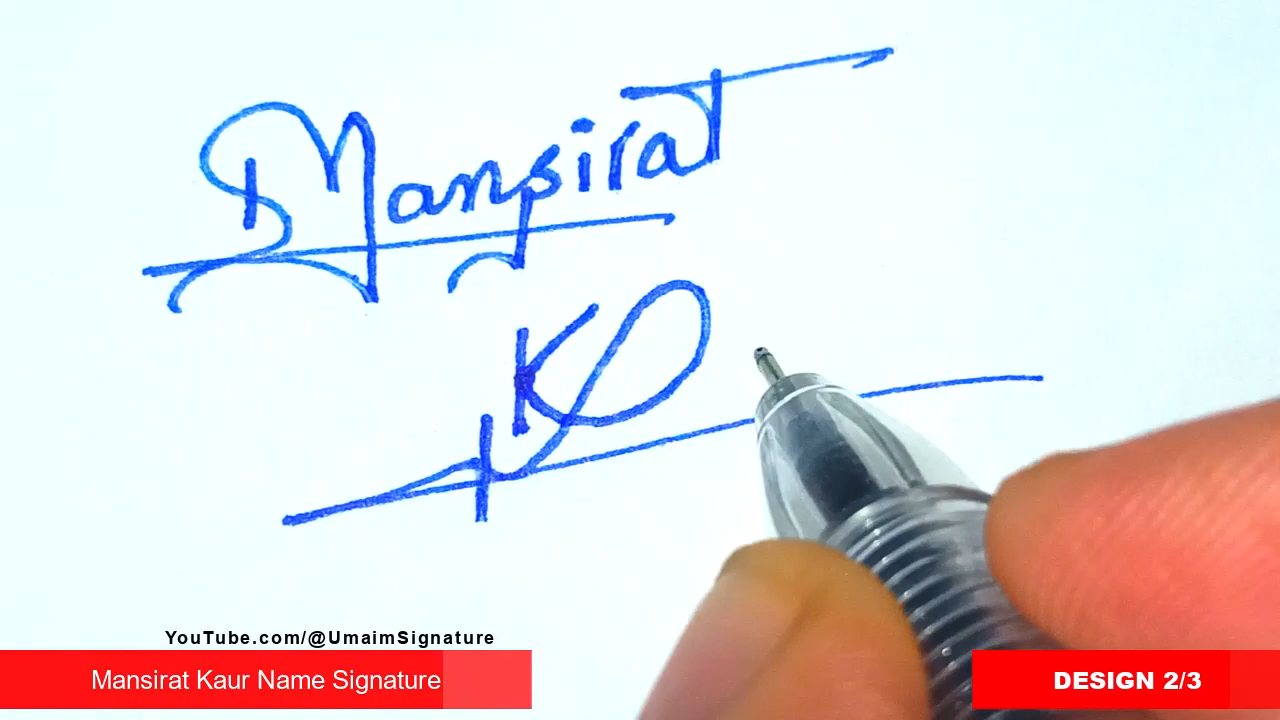 Mansirat
K
YouTube.com/@UmaimSignature
Mansirat Kaur Name Signature
DESIGN 2/3